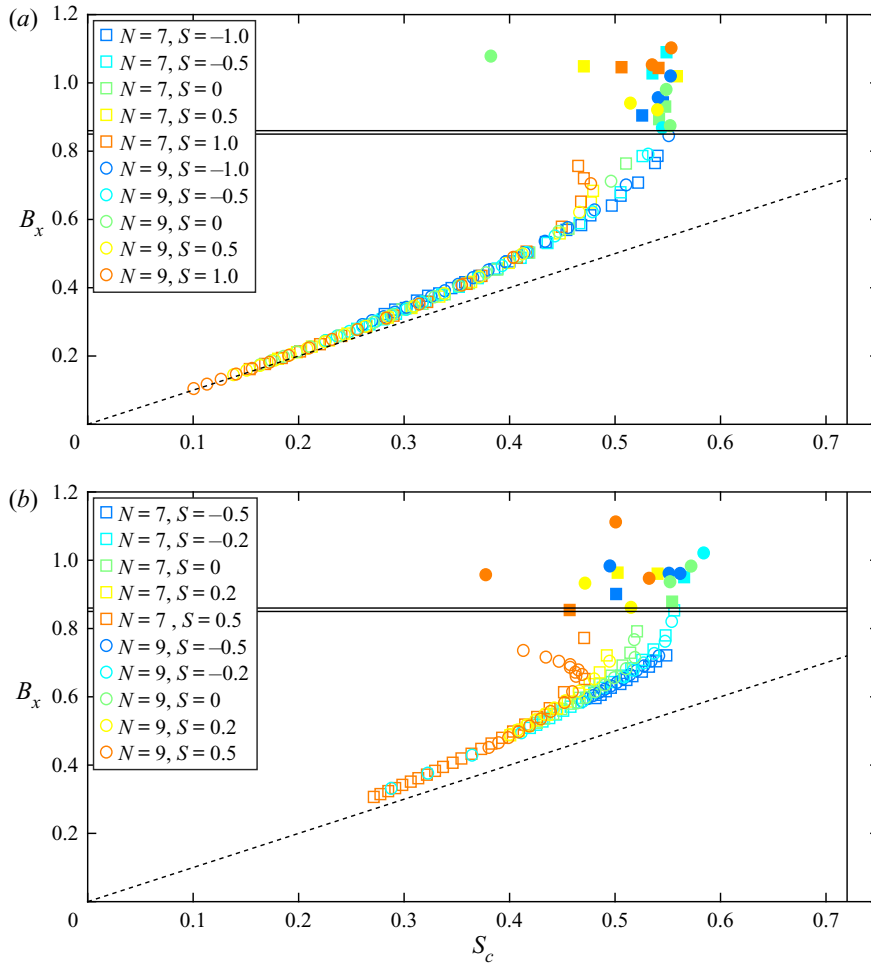 (a)
1.2
1.0
0.8
0.6
0.4
0.2
B_x
N = 7, S = −1.0
N = 7, S = −0.5
N = 7, S = 0
N = 7, S = 0.5
N = 7, S = 1.0
N = 9, S = −1.0
N = 9, S = −0.5
N = 9, S = 0
N = 9, S = 0.5
N = 9, S = 1.0
0 0.1 0.2 0.3 0.4 0.5 0.6 0.7
(b)
1.2
1.0
0.8
0.6
0.4
0.2
B_x
N = 7, S = −0.5
N = 7, S = −0.2
N = 7, S = 0
N = 7, S = 0.2
N = 7 , S = 0.5
N = 9, S = −0.5
N = 9, S = −0.2
N = 9, S = 0
N = 9, S = 0.2
N = 9, S = 0.5
0 0.1 0.2 0.3 0.4 0.5 0.6 0.7
S_c